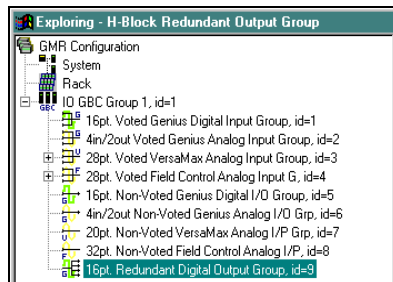 Exploring - H-Block Redundant Output Group
GMR Configuration
System
Rack
GBC IO GBC Group 1, id=1
G 16pt. Voted Genius Digital Input Group, id=1
G 4in/2out Voted Genius Analog Input Group, id=2
V 28pt. Voted VersaMax Analog Input Group, id=3
F 28pt. Voted Field Control Analog Input G, id=4
G 16pt. Non-Voted Genius Digital I/O Group, id=5
G 4in/2out Non-Voted Genius Analog I/O Grp, id=6
V 20pt. Non-Voted VersaMax Analog I/P Grp, id=7
F 32pt. Non-Voted Field Control Analog I/P, id=8
G 16pt. Redundant Digital Output Group, id=9